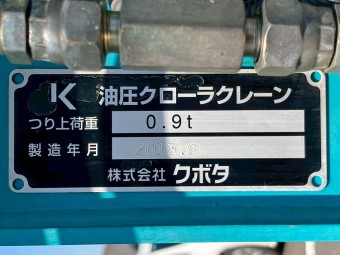 K 油圧クローラクレーン
つり上荷重 0.9t
製造年月
株式会社 クボタ